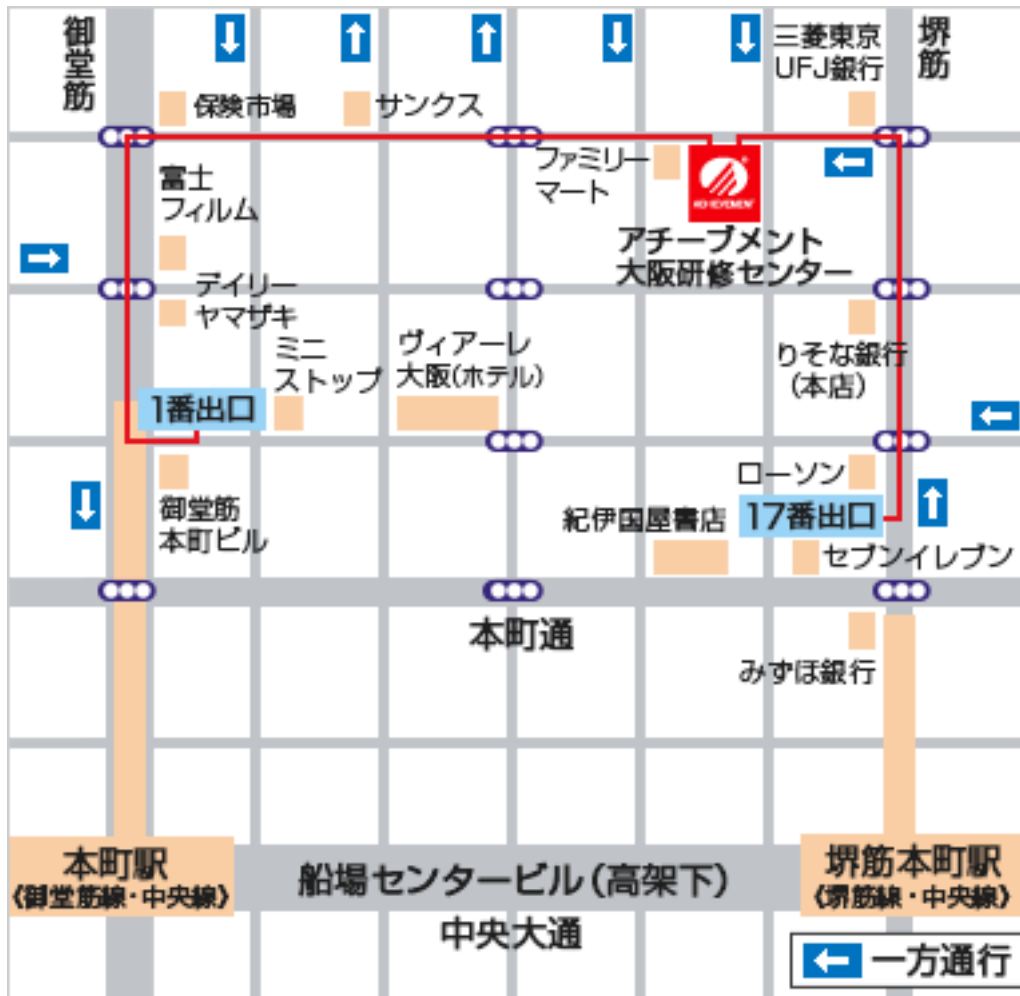 御堂筋
堺筋
三菱東京
UFJ銀行
保険市場
サンクス
ファミリー
マート
ACHIEVEMENT
富士
フィルム
アチーブメント
大阪研修センター
デイリー
ヤマザキ
ミニ
ストップ
ヴィアーレ
大阪(ホテル)
りそな銀行
(本店)
1番出口
ローソン
御堂筋
本町ビル
紀伊国屋書店
17番出口
セブンイレブン
本町通
みずほ銀行
本町駅
《御堂筋線・中央線》
船場センタービル(高架下)
堺筋本町駅
《堺筋線・中央線》
中央大通
一方通行